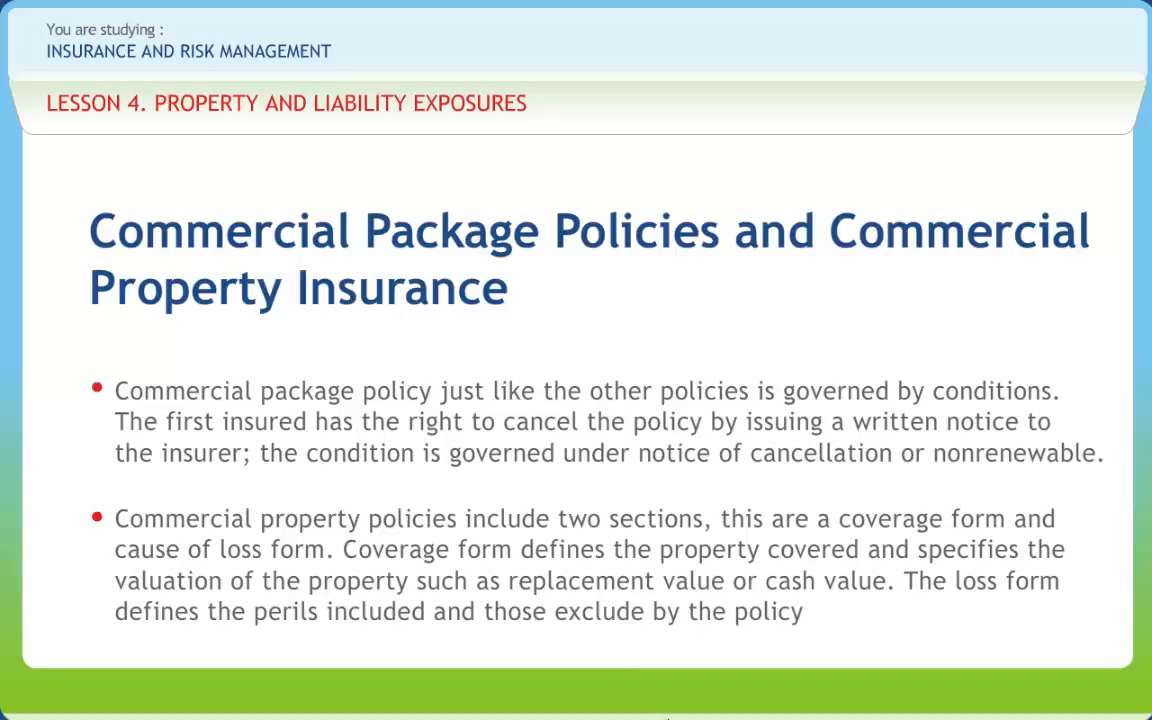 You are studying :
INSURANCE AND RISK MANAGEMENT
LESSON 4. PROPERTY AND LIABILITY EXPOSURES
Commercial Package Policies and Commercial
Property Insurance
• Commercial package policy just like the other policies is governed by conditions.
The first insured has the right to cancel the policy by issuing a written notice to
the insurer; the condition is governed under notice of cancellation or nonrenewable.
• Commercial property policies include two sections, this are a coverage form and
cause of loss form. Coverage form defines the property covered and specifies the
valuation of the property such as replacement value or cash value. The loss form
defines the perils included and those exclude by the policy